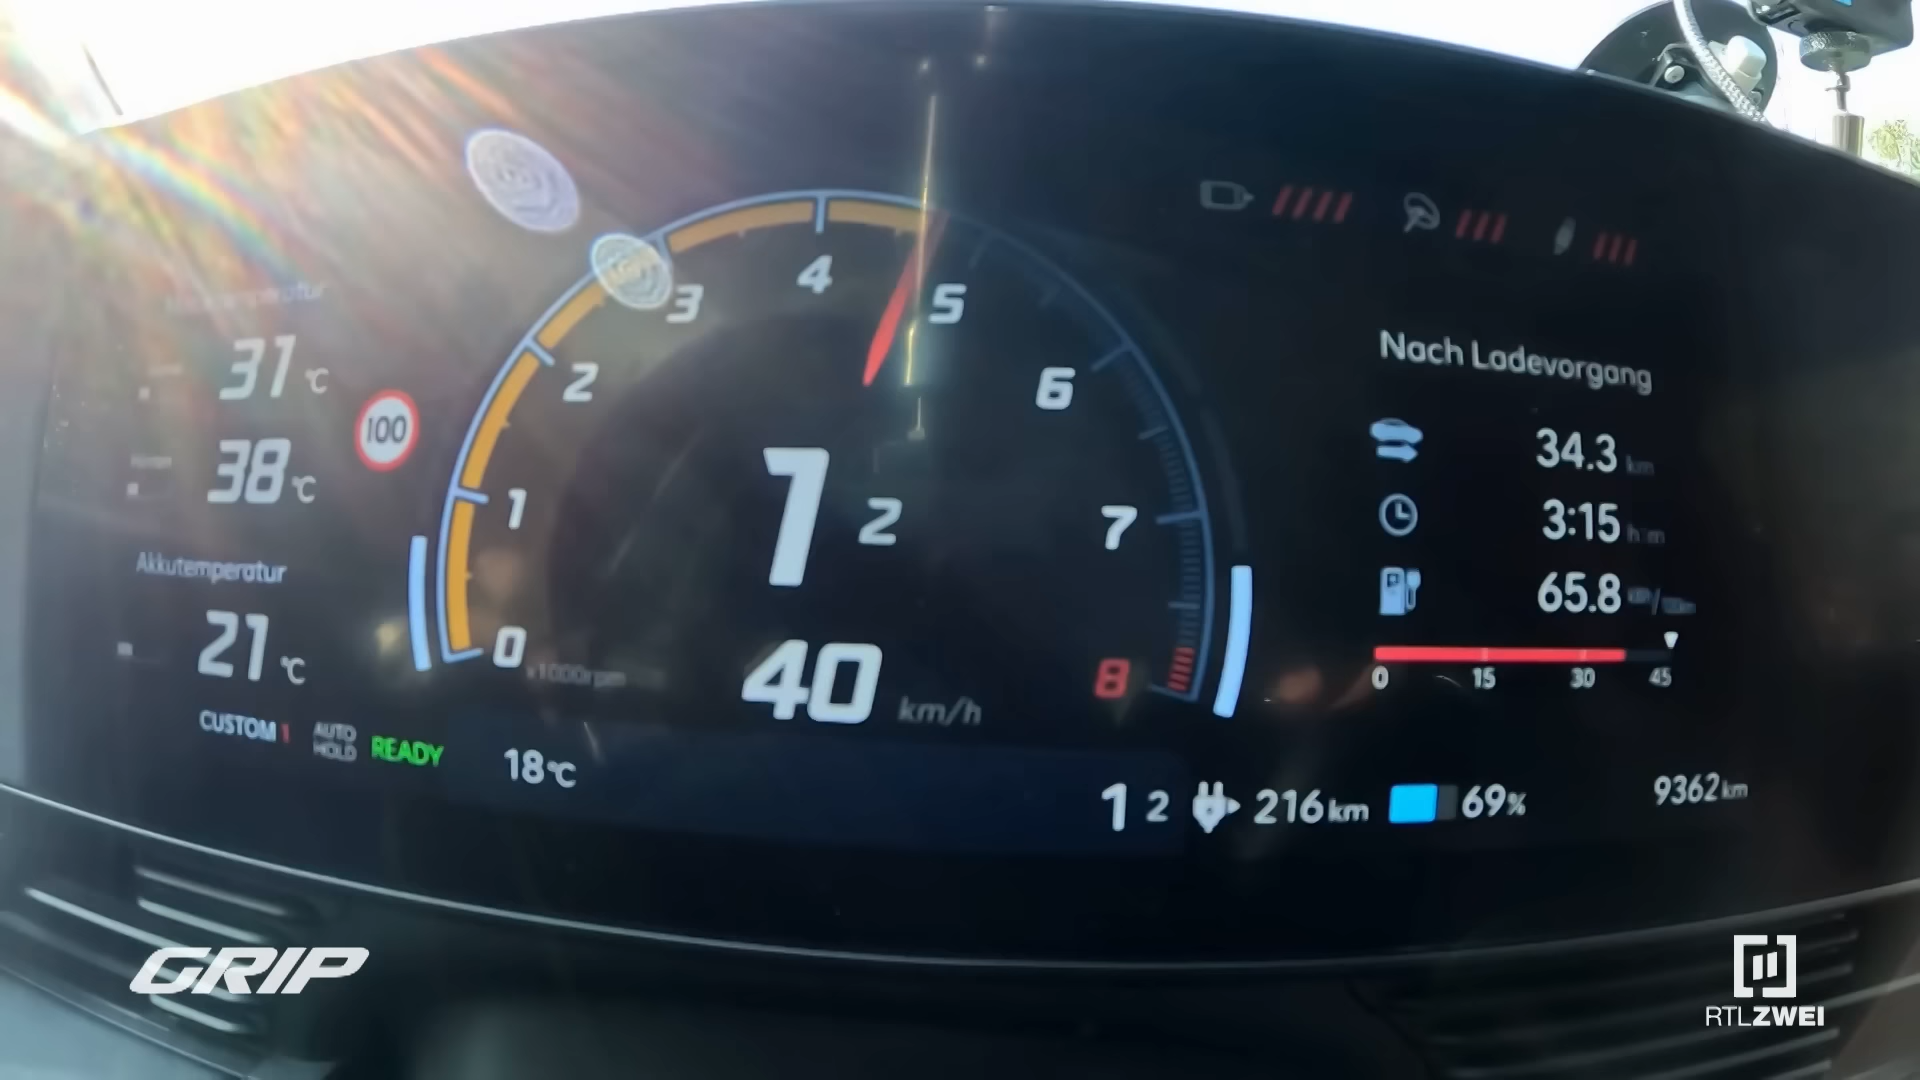 31 °C
38 °C
100
Akkutemperatur
21 °C
CUSTOM 1
AUTO HOLD
READY
18°C
0 1 2 3 4 5 6 7 8
x1000rpm
1 2
40 km/h
Nach Ladevorgang
34.3 km
3:15
65.8
0 15 30 45
1 2
216 km
69%
9362 km
GRIP
RTLZWEI